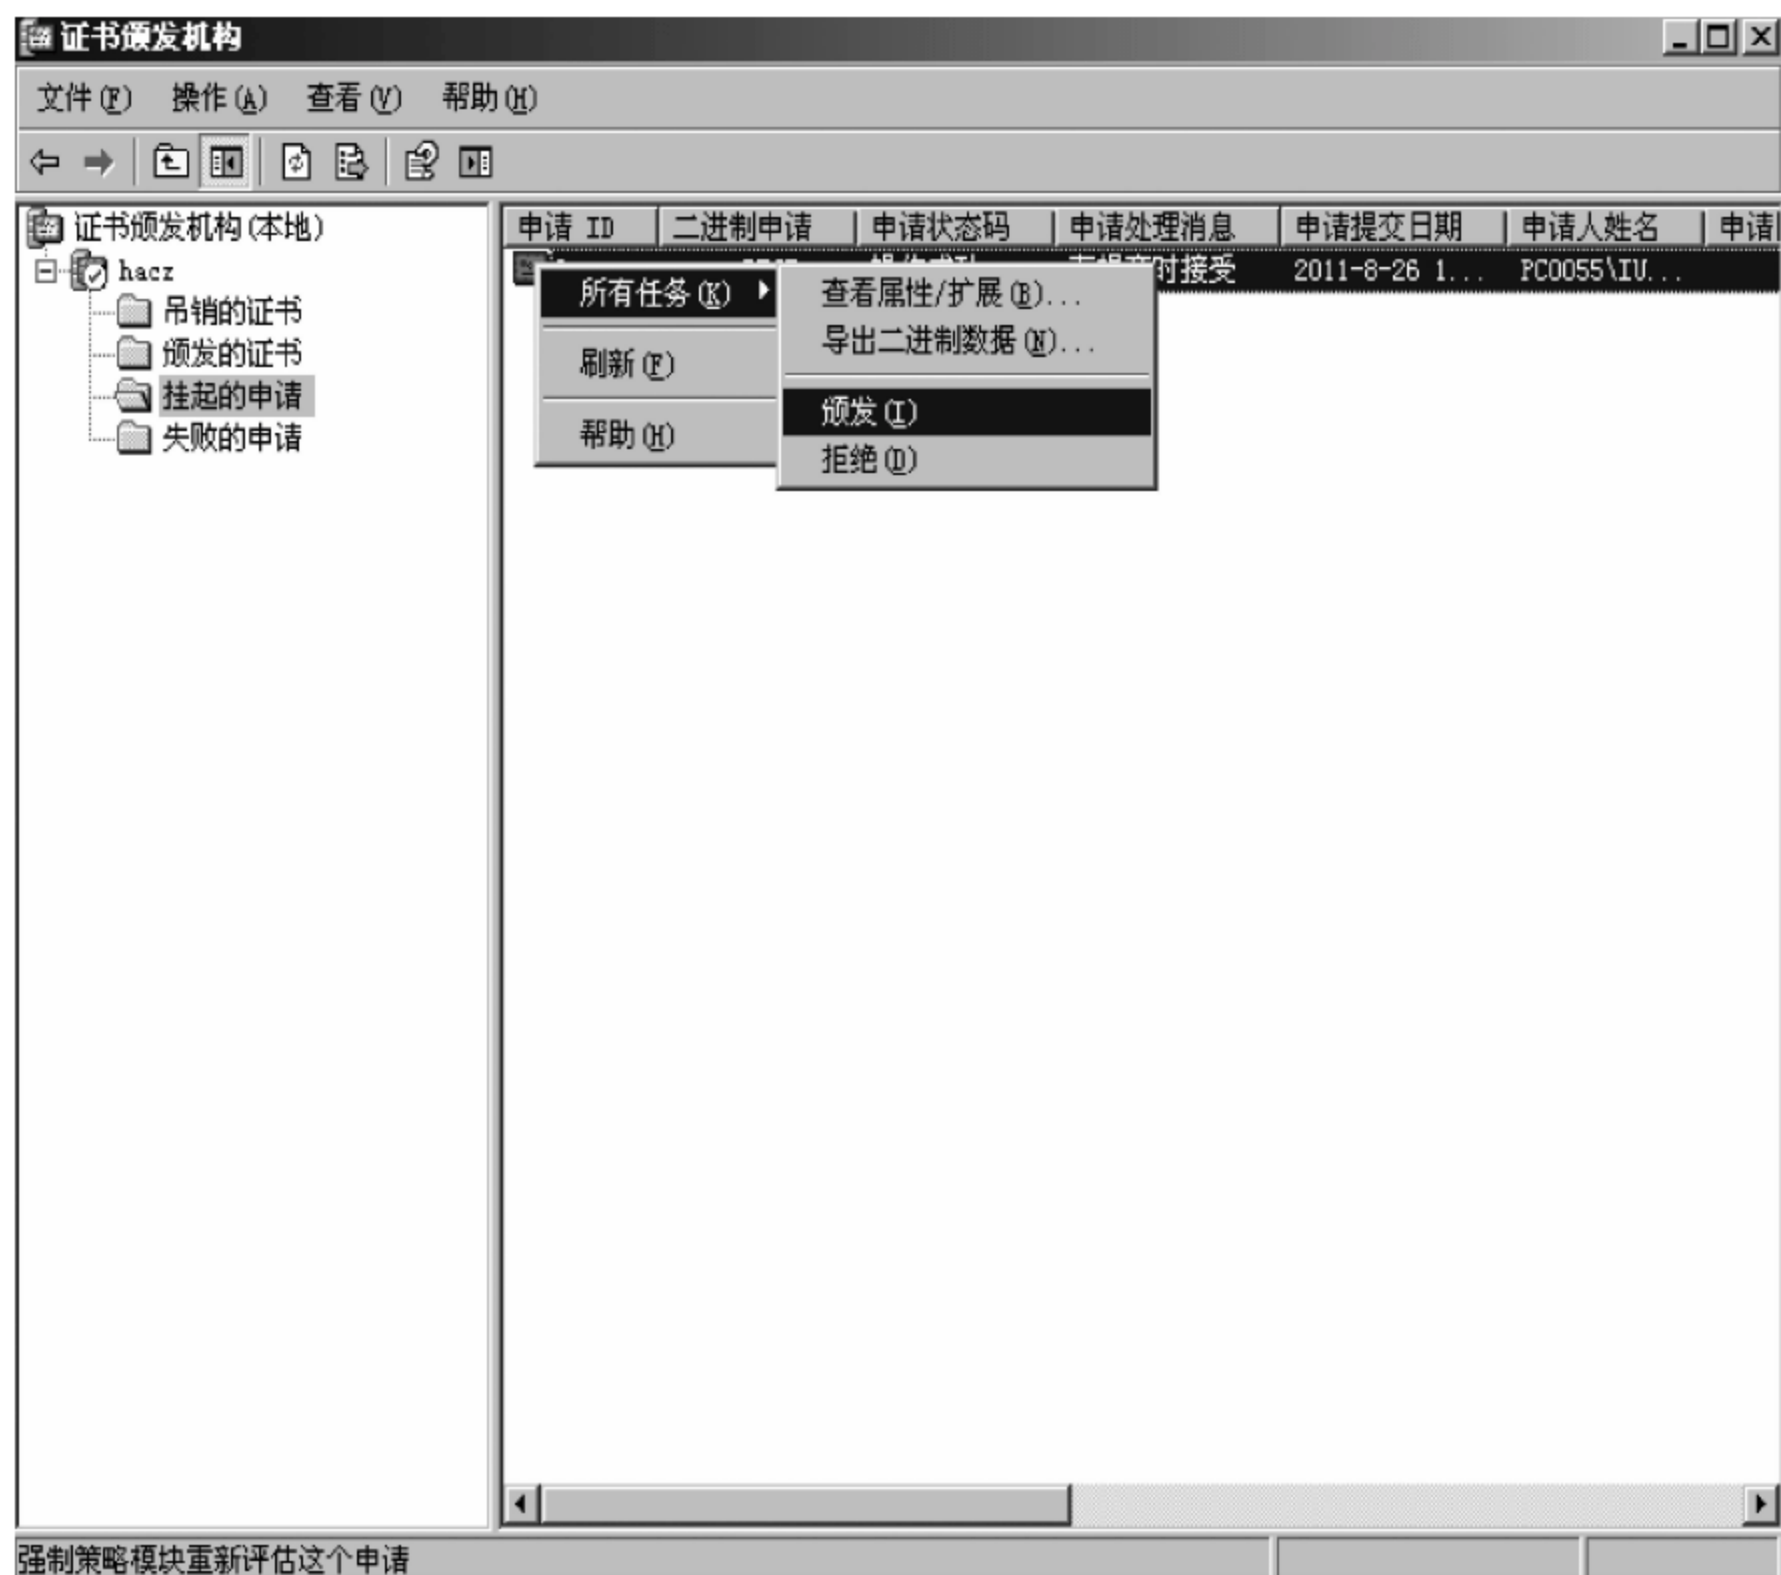 证书颁发机构
文件(F) 操作(A) 查看(V) 帮助(H)
证书颁发机构(本地)
hacz
吊销的证书
颁发的证书
挂起的申请
失败的申请
申请 ID 二进制申请 申请状态码 申请处理消息 申请提交日期 申请人姓名 申请
时接受 2011-8-26 1... PC0055\IU...
所有任务(K)
刷新(F)
帮助(H)
查看属性/扩展(B)...
导出二进制数据(N)...
颁发(I)
拒绝(D)
强制策略模块重新评估这个申请